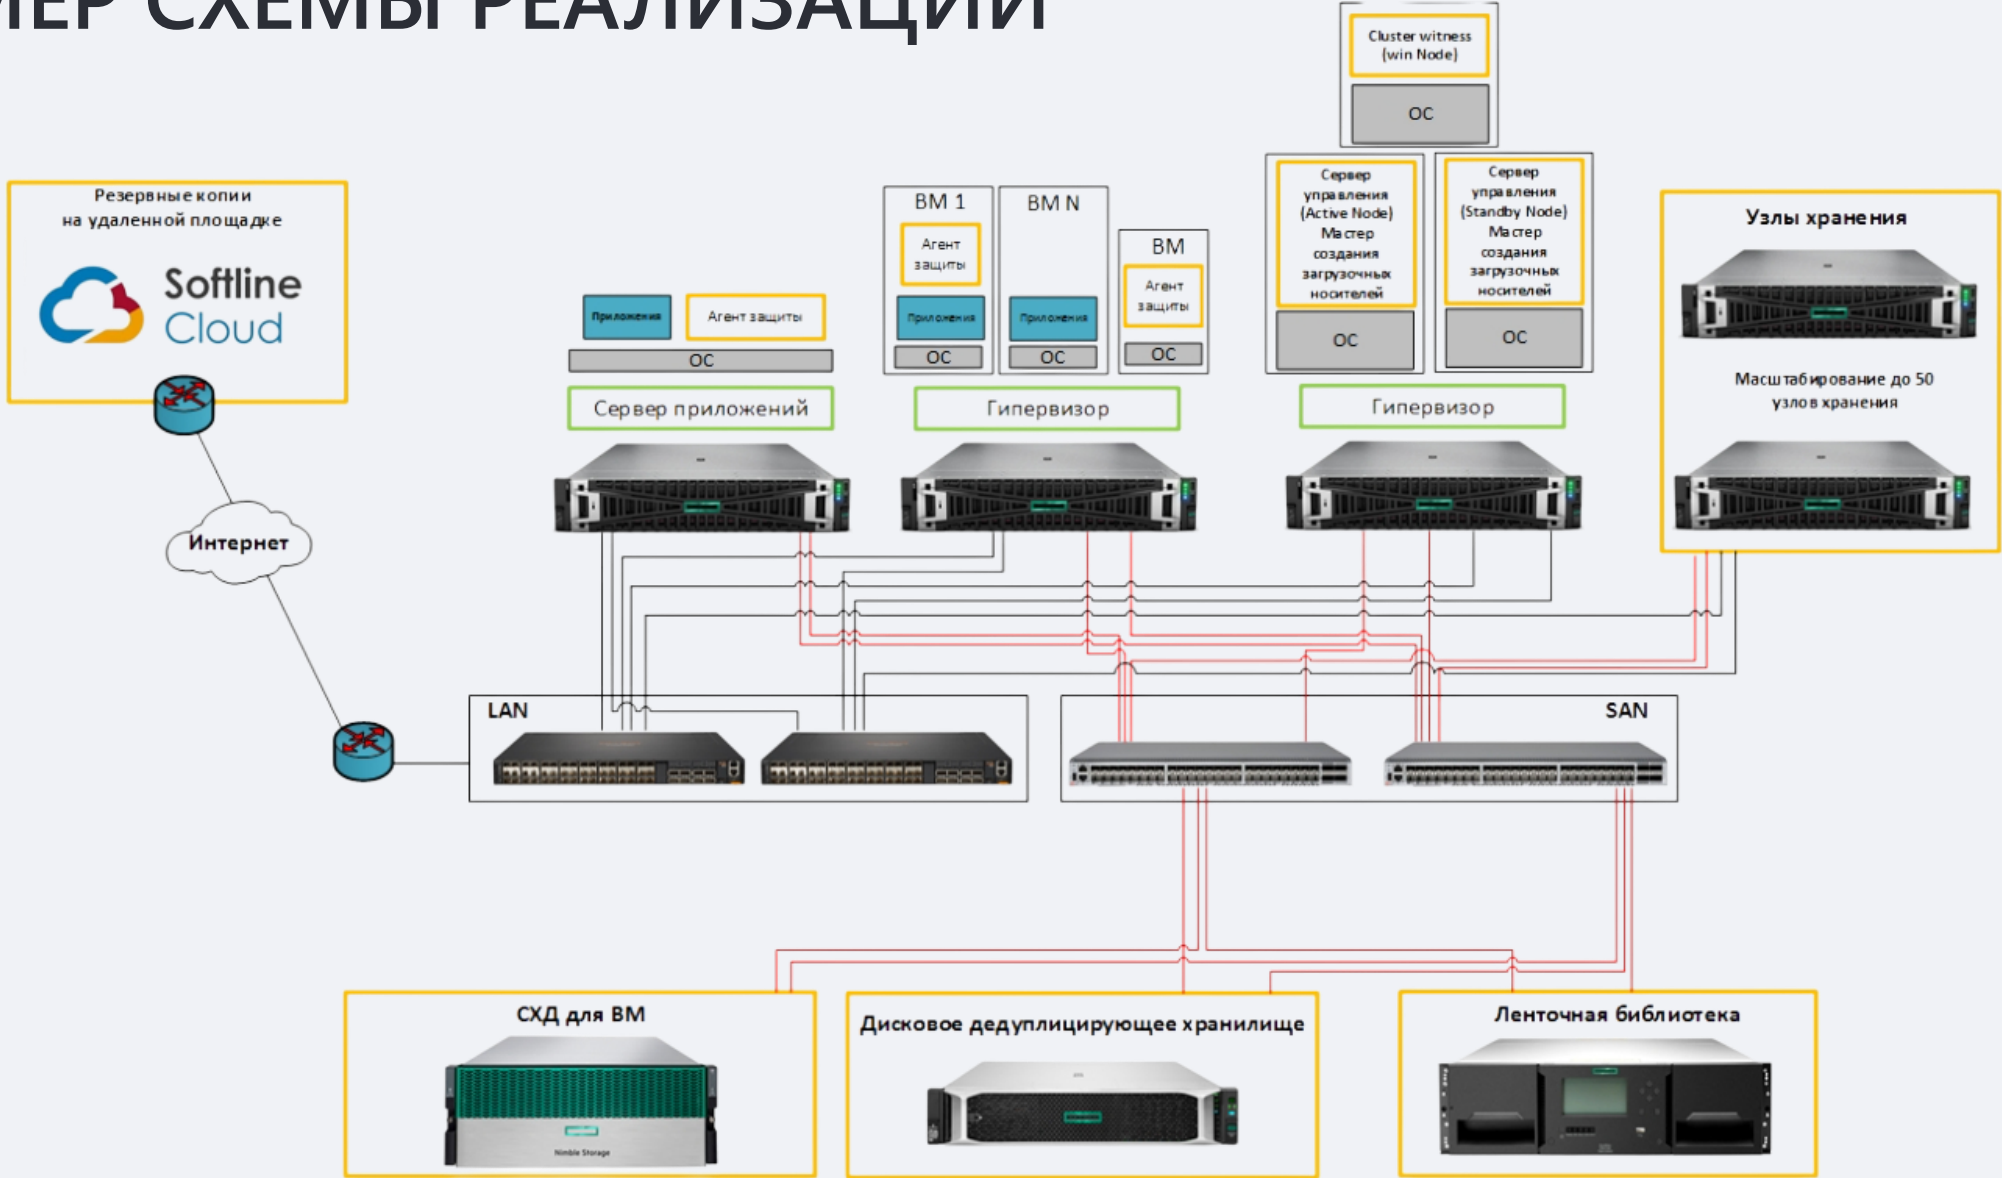 МЕР СХЕМЫ РЕАЛИЗАЦИИ
Cluster witness
(win Node)
ОС
Резервные копии
на удаленной площадке
Softline
Cloud
Интернет
Приложения
Агент защиты
ОС
Сервер приложений
ВМ 1
Агент
защиты
Приложения
ОС
ВМ N
Приложения
ОС
ВМ
Агент
защиты
ОС
Гипервизор
Сервер
управления
(Active Node)
Мастер
создания
загрузочных
носителей
ОС
Сервер
управления
(Standby Node)
Мастер
создания
загрузочных
носителей
ОС
Гипервизор
Узлы хранения
Масштабирование до 50
узлов хранения
LAN
SAN
СХД для ВМ
Nimble Storage
Дисковое дедуплицирующее хранилище
Ленточная библиотека